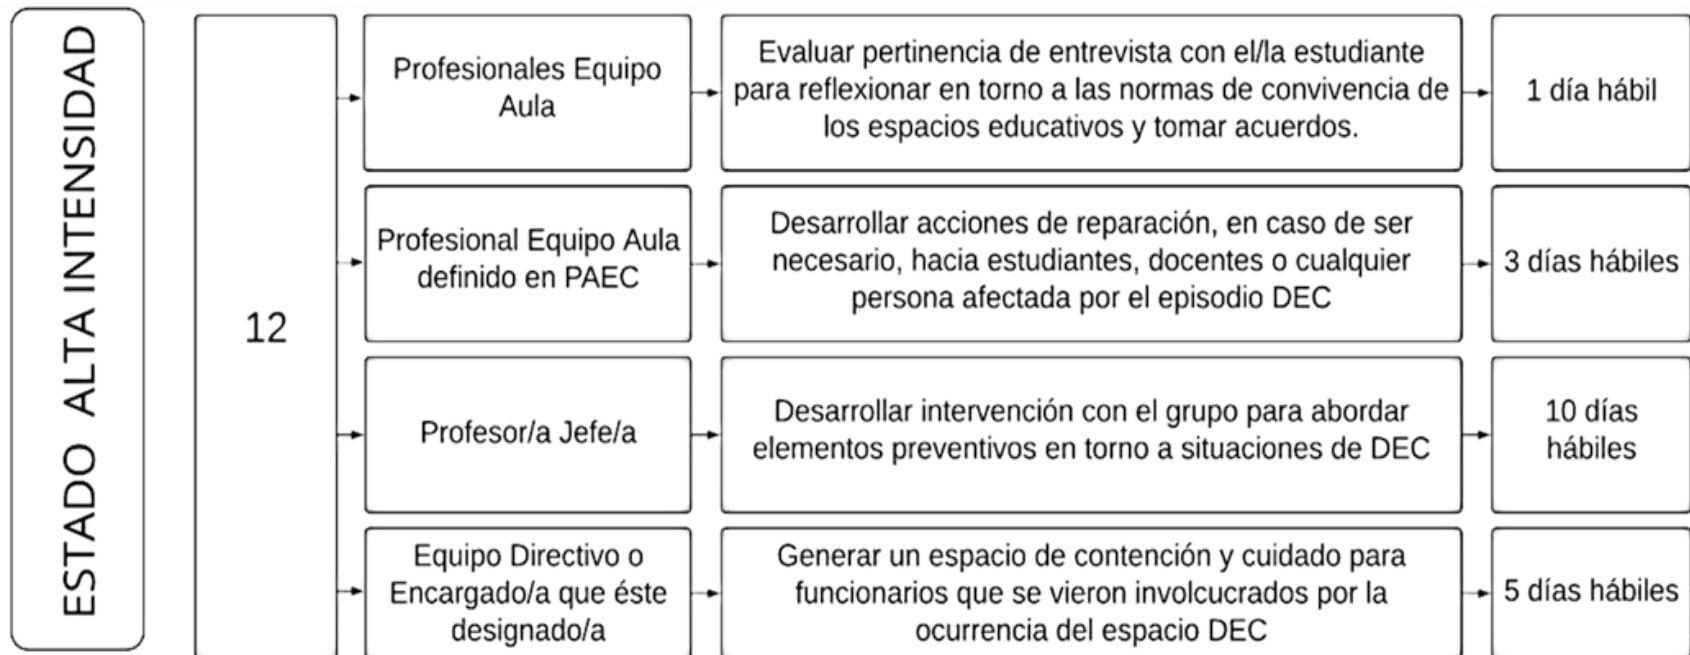 ESTADO ALTA INTENSIDAD
12
Profesionales Equipo
Aula
Evaluar pertinencia de entrevista con el/la estudiante
para reflexionar en torno a las normas de convivencia de
los espacios educativos y tomar acuerdos.
1 día hábil
Profesional Equipo Aula
definido en PAEC
Desarrollar acciones de reparación, en caso de ser
necesario, hacia estudiantes, docentes o cualquier
persona afectada por el episodio DEC
3 días hábiles
Profesor/a Jefe/a
Desarrollar intervención con el grupo para abordar
elementos preventivos en torno a situaciones de DEC
10 días
hábiles
Equipo Directivo o
Encargado/a que éste
designado/a
Generar un espacio de contención y cuidado para
funcionarios que se vieron involcucrados por la
ocurrencia del espacio DEC
5 días hábiles